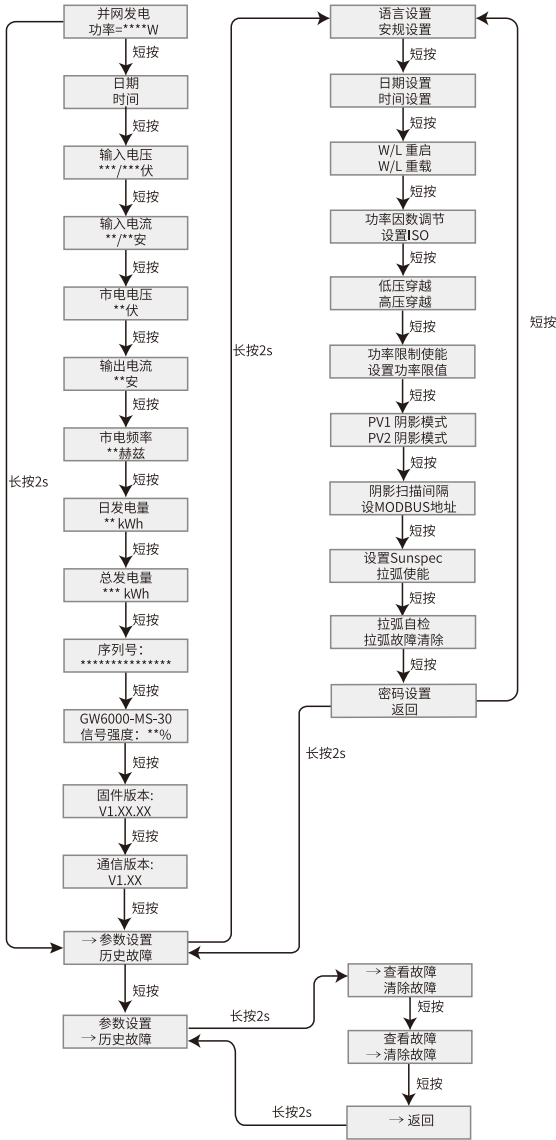 并网发电
功率=****W
短按
日期
时间
短按
输入电压
***/***伏
短按
输入电流
**/**安
短按
市电电压
**伏
短按
输出电流
**安
短按
市电频率
**赫兹
短按
日发电量
** kWh
短按
总发电量
*** kWh
短按
序列号：
***************
短按
GW6000-MS-30
信号强度：**%
短按
固件版本:
V1.XX.XX
短按
通信版本:
V1.XX
短按
→ 参数设置
历史故障
短按
参数设置
→ 历史故障
长按2s
长按2s
语言设置
安规设置
短按
日期设置
时间设置
短按
W/L 重启
W/L 重载
短按
功率因数调节
设置ISO
短按
低压穿越
高压穿越
短按
功率限制使能
设置功率限值
短按
PV1 阴影模式
PV2 阴影模式
短按
阴影扫描间隔
设MODBUS地址
短按
设置Sunspec
拉弧使能
短按
拉弧自检
拉弧故障清除
短按
密码设置
返回
短按
长按2s
长按2s
→ 查看故障
清除故障
短按
查看故障
→ 清除故障
短按
→ 返回
长按2s